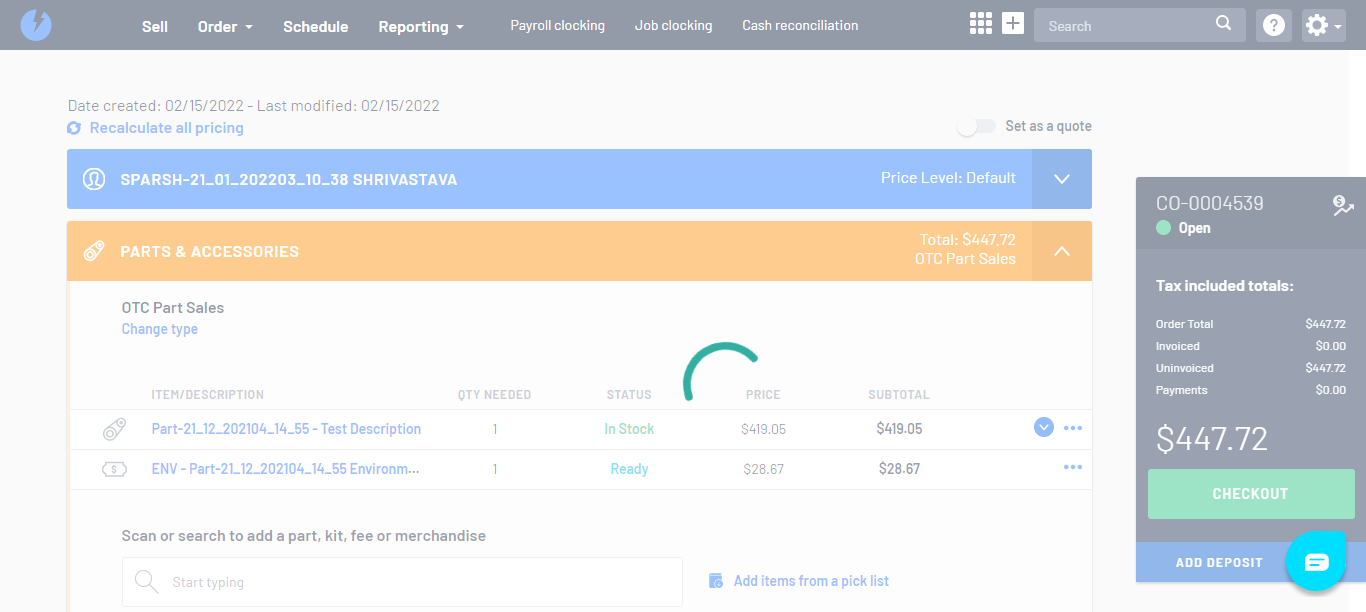 Sell Order Schedule Reporting Payroll clocking Job clocking Cash reconciliation Search
Date created: 02/15/2022 - Last modified: 02/15/2022
Recalculate all pricing
Set as a quote
SPARSH-21_01_202203_10_38 SHRIVASTAVA
Price Level: Default
PARTS & ACCESSORIES
Total: $447.72
OTC Part Sales
OTC Part Sales
Change type
ITEM/DESCRIPTION QTY NEEDED STATUS PRICE SUBTOTAL
Part-21_12_202104_14_55 - Test Description 1 In Stock $419.05 $419.05
ENV - Part-21_12_202104_14_55 Environm... 1 Ready $28.67 $28.67
Scan or search to add a part, kit, fee or merchandise
Start typing
Add items from a pick list
CO-0004539
Open
Tax included totals:
Order Total $447.72
Invoiced $0.00
Uninvoiced $447.72
Payments $0.00
$447.72
CHECKOUT
ADD DEPOSIT